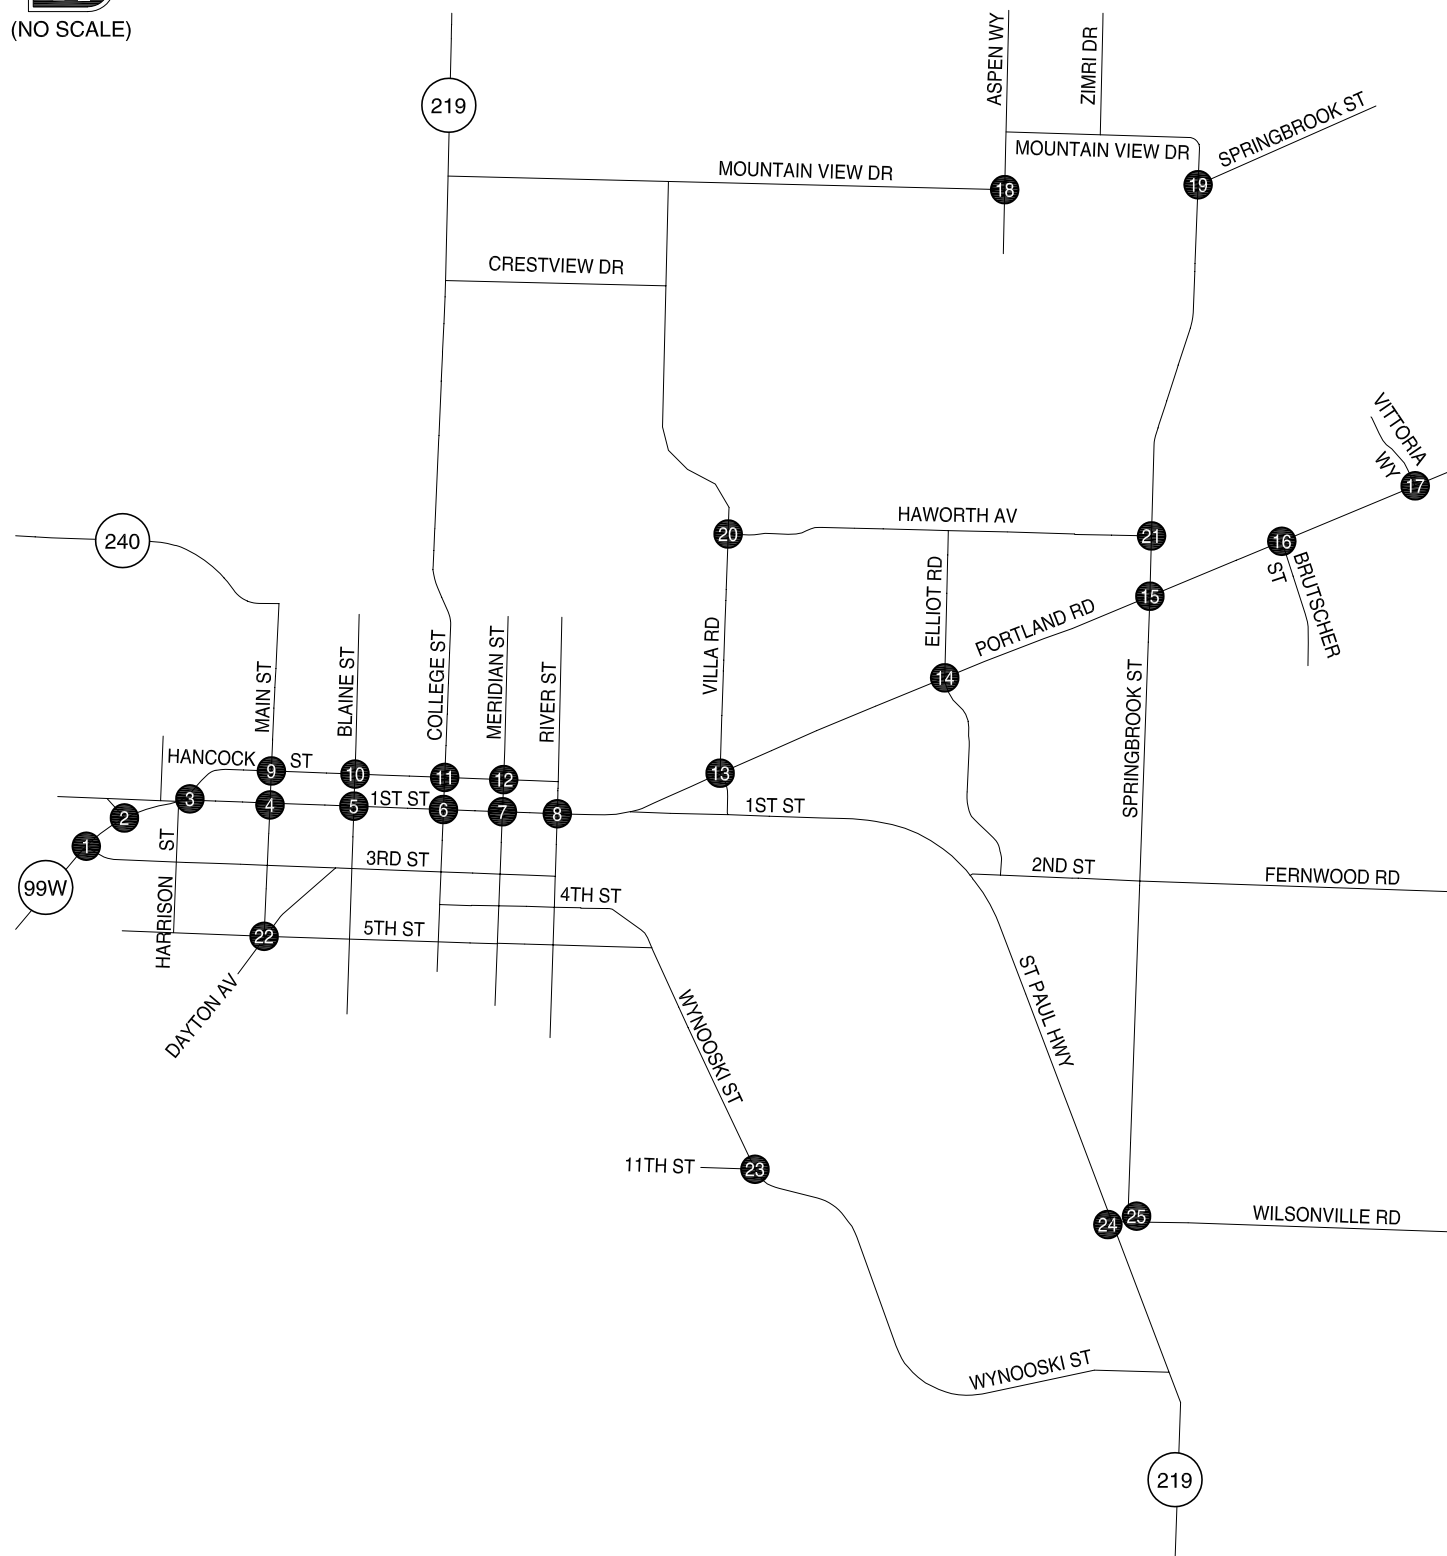 (NO SCALE)
ASPEN WY
ZIMRI DR
219
SPRINGBROOK ST
MOUNTAIN VIEW DR
MOUNTAIN VIEW DR
18
19
CRESTVIEW DR
VITTORIA
WY
17
240
HAWORTH AV
20
21
16
BRUTSCHER
ST
15
ELLIOT RD
PORTLAND RD
VILLA RD
14
MAIN ST
BLAINE ST
COLLEGE ST
MERIDIAN ST
RIVER ST
SPRINGBROOK ST
HANCOCK ST
9
10
11
12
13
3
4
1ST ST
5
6
7
8
1ST ST
2
1
3RD ST
2ND ST
FERNWOOD RD
99W
HARRISON ST
4TH ST
22
5TH ST
DAYTON AV
ST PAUL HWY
WYNOOSKI ST
11TH ST
23
24
25
WILSONVILLE RD
WYNOOSKI ST
219